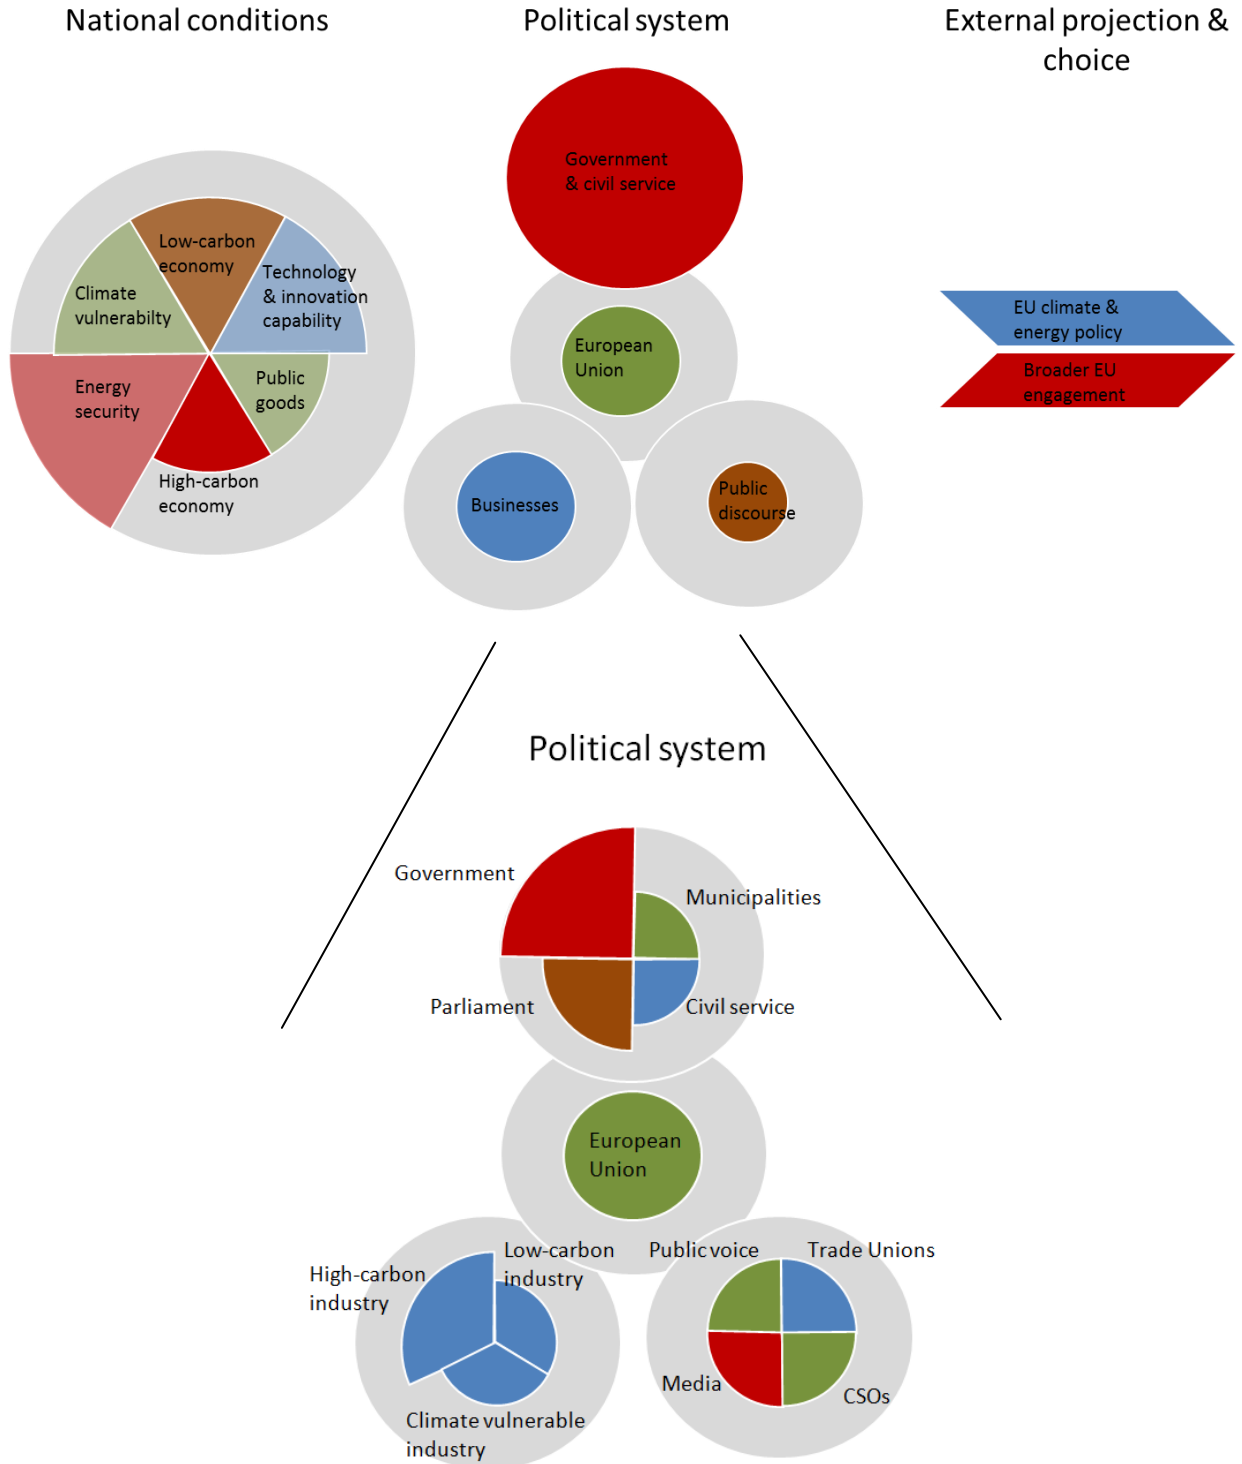 National conditions
Political system
External projection &
choice
Government
& civil service
Low-carbon
economy
Technology
& innovation
capability
Climate
vulnerabilty
Energy
security
Public
goods
High-carbon
economy
European
Union
Businesses
Public
discourse
EU climate &
energy policy
Broader EU
engagement
Political system
Government
Municipalities
Parliament
Civil service
European
Union
Low-carbon
industry
High-carbon
industry
Climate vulnerable
industry
Public voice
Trade Unions
Media
CSOs